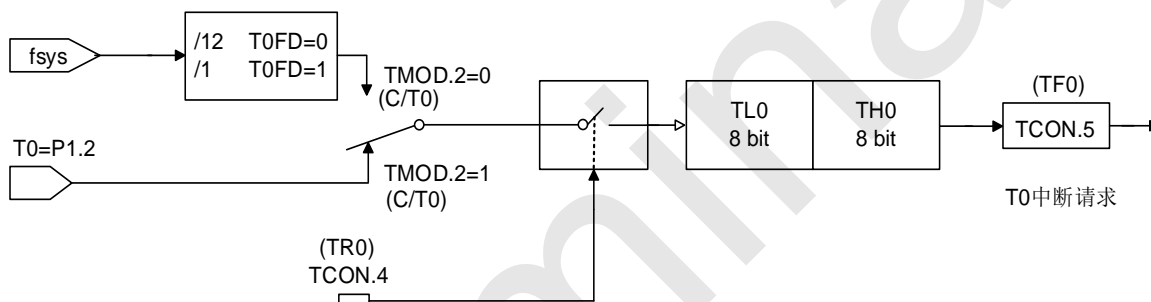 fsys
/12 T0FD=0
/1 T0FD=1
TMOD.2=0
(C/T0)
T0=P1.2
TMOD.2=1
(C/T0)
(TR0)
TCON.4
TL0
8 bit
TH0
8 bit
(TF0)
TCON.5
T0中断请求